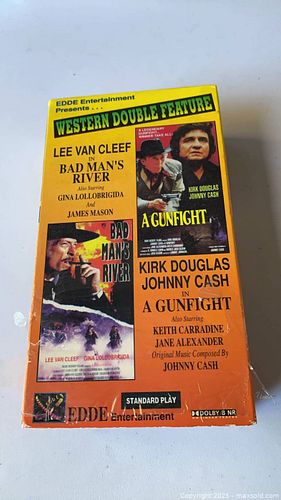 EDDE Entertainment
Presents . . .
WESTERN DOUBLE FEATURE
LEE VAN CLEEF
IN
BAD MAN'S
RIVER
Also Starring
GINA LOLLOBRIGIDA
And
JAMES MASON
KIRK DOUGLAS
JOHNNY CASH
A GUNFIGHT
BAD
MAN'S
RIVER
LEE VAN CLEEF GINA LOLLOBRIGIDA
KIRK DOUGLAS
JOHNNY CASH
IN
A GUNFIGHT
Also Starring
KEITH CARRADINE
JANE ALEXANDER
Original Music Composed By
JOHNNY CASH
EDDE Entertainment
STANDARD PLAY
DOLBY B NR
Copyright 2025 - maxsold.com